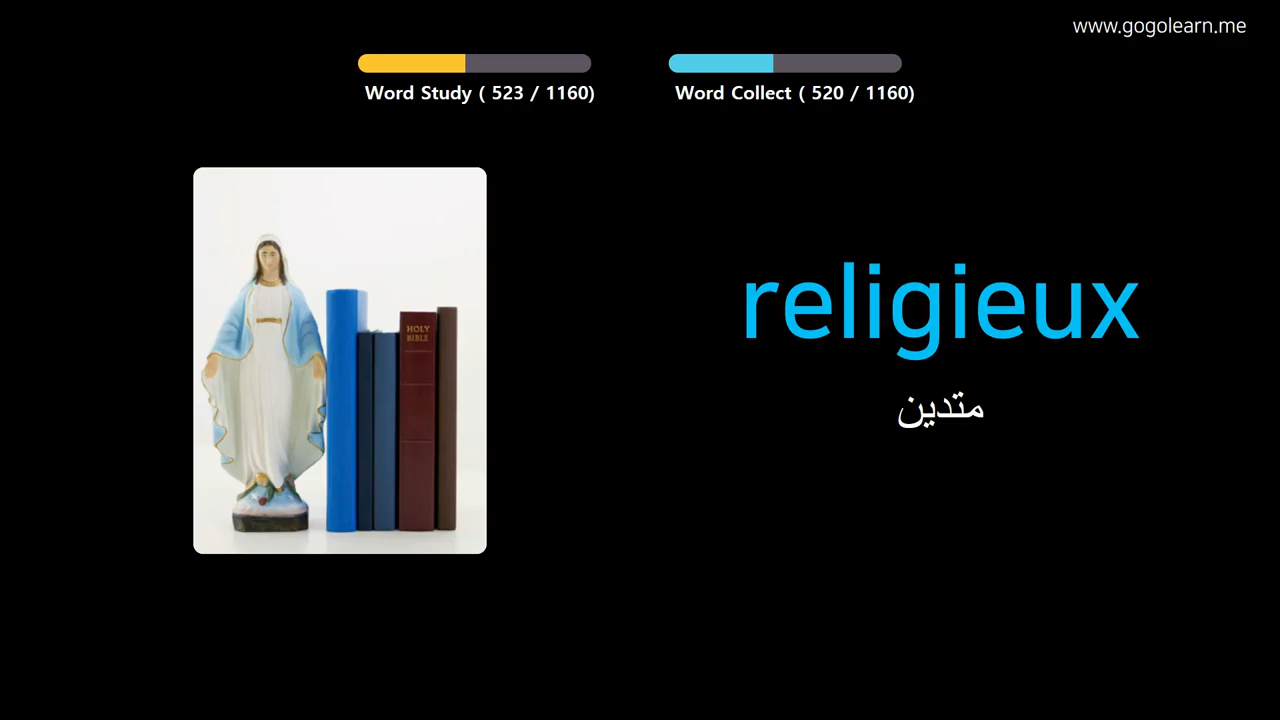 www.gogolearn.me
Word Study ( 523 / 1160)
Word Collect ( 520 / 1160)
HOLY
BIBLE
religieux
متدين